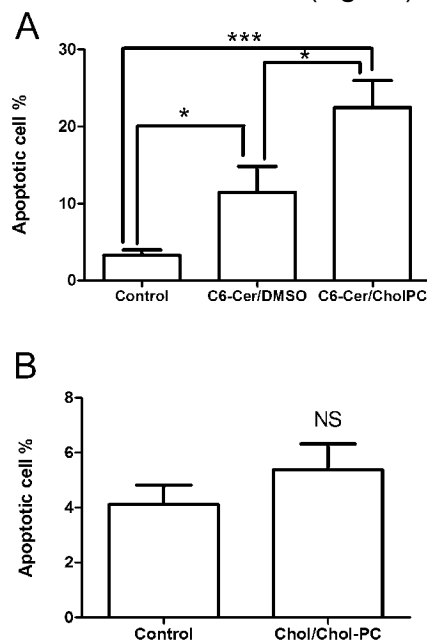 A
***
30
*
*
20
10
0
Apoptotic cell %
Control C6-Cer/DMSO C6-Cer/CholPC
B
8
NS
6
4
2
0
Apoptotic cell %
Control Chol/Chol-PC